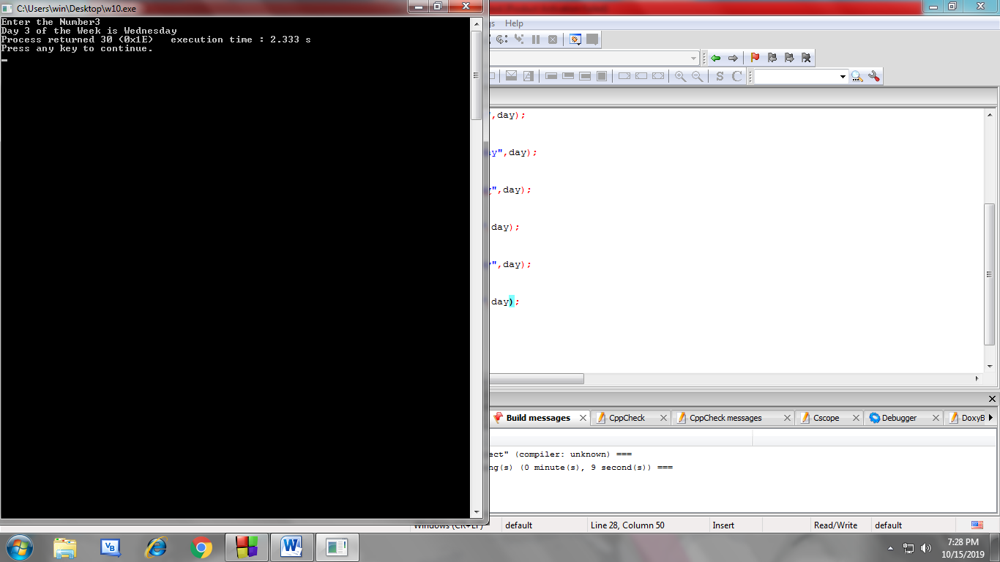 C:\Users\win\Desktop\w10.exe
Enter the Number3
Day 3 of the Week is Wednesday
Process returned 30 (0x1E)   execution time : 2.333 s
Press any key to continue.
Help
S C
,day);
y",day);
",day);
day);
",day);
day);
Build messages
CppCheck
CppCheck messages
Cscope
Debugger
DoxyB
ect" (compiler: unknown) ===
ng(s) (0 minute(s), 9 second(s)) ===
Windows (CR+LF)
default
Line 28, Column 50
Insert
Read/Write
default
VB
W
7:28 PM
10/15/2019